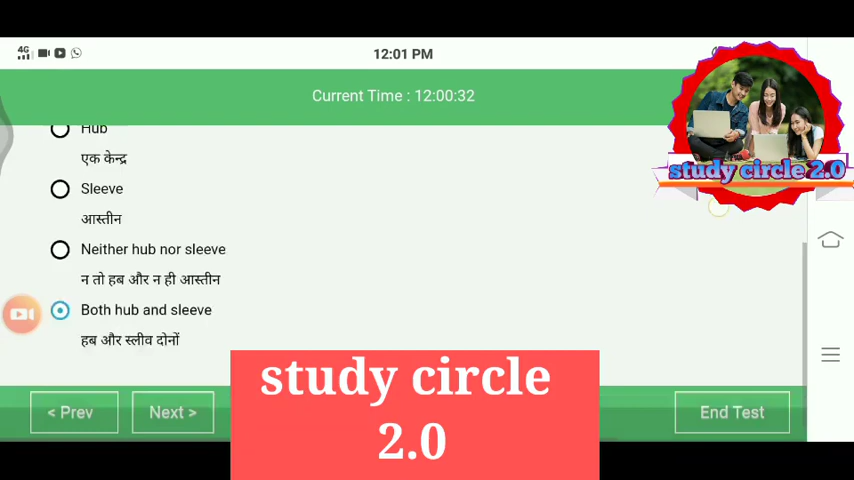 4G
12:01 PM
Current Time : 12:00:32
Hub
एक केन्द्र
Sleeve
आस्तीन
Neither hub nor sleeve
न तो हब और न ही आस्तीन
Both hub and sleeve
हब और स्लीव दोनों
< Prev
Next >
End Test
study circle 2.0
study circle
2.0